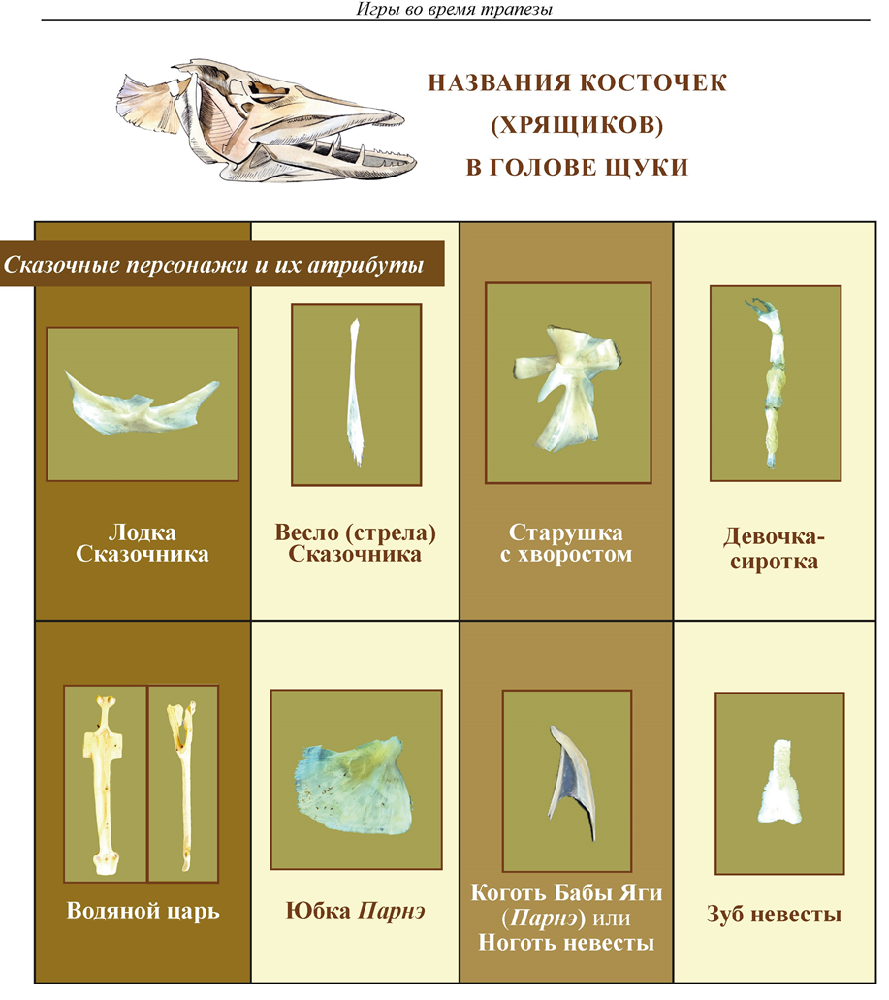 Игры во время трапезы
НАЗВАНИЯ КОСТОЧЕК
(ХРЯЩИКОВ)
В ГОЛОВЕ ЩУКИ
Сказочные персонажи и их атрибуты
Лодка
Сказочника
Весло (стрела)
Сказочника
Старушка
с хворостом
Девочка-
сиротка
Водяной царь
Юбка Парнэ
Коготь Бабы Яги
(Парнэ) или
Ноготь невесты
Зуб невесты